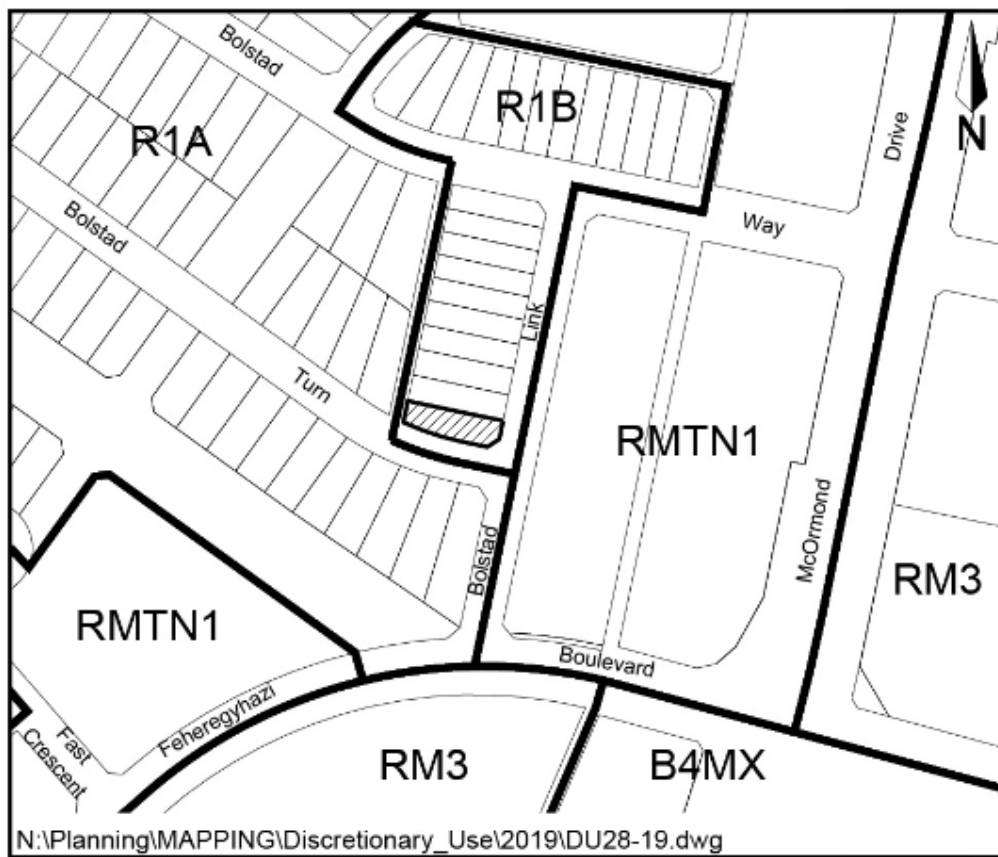 Bolstad
R1B
R1A
Drive
N
Bolstad
Way
Link
Turn
RMTN1
McOrmond
Bolstad
RM3
RMTN1
Boulevard
Feheregyhazi
Fast
Crescent
RM3
B4MX
N:\Planning\MAPPING\Discretionary_Use\2019\DU28-19.dwg